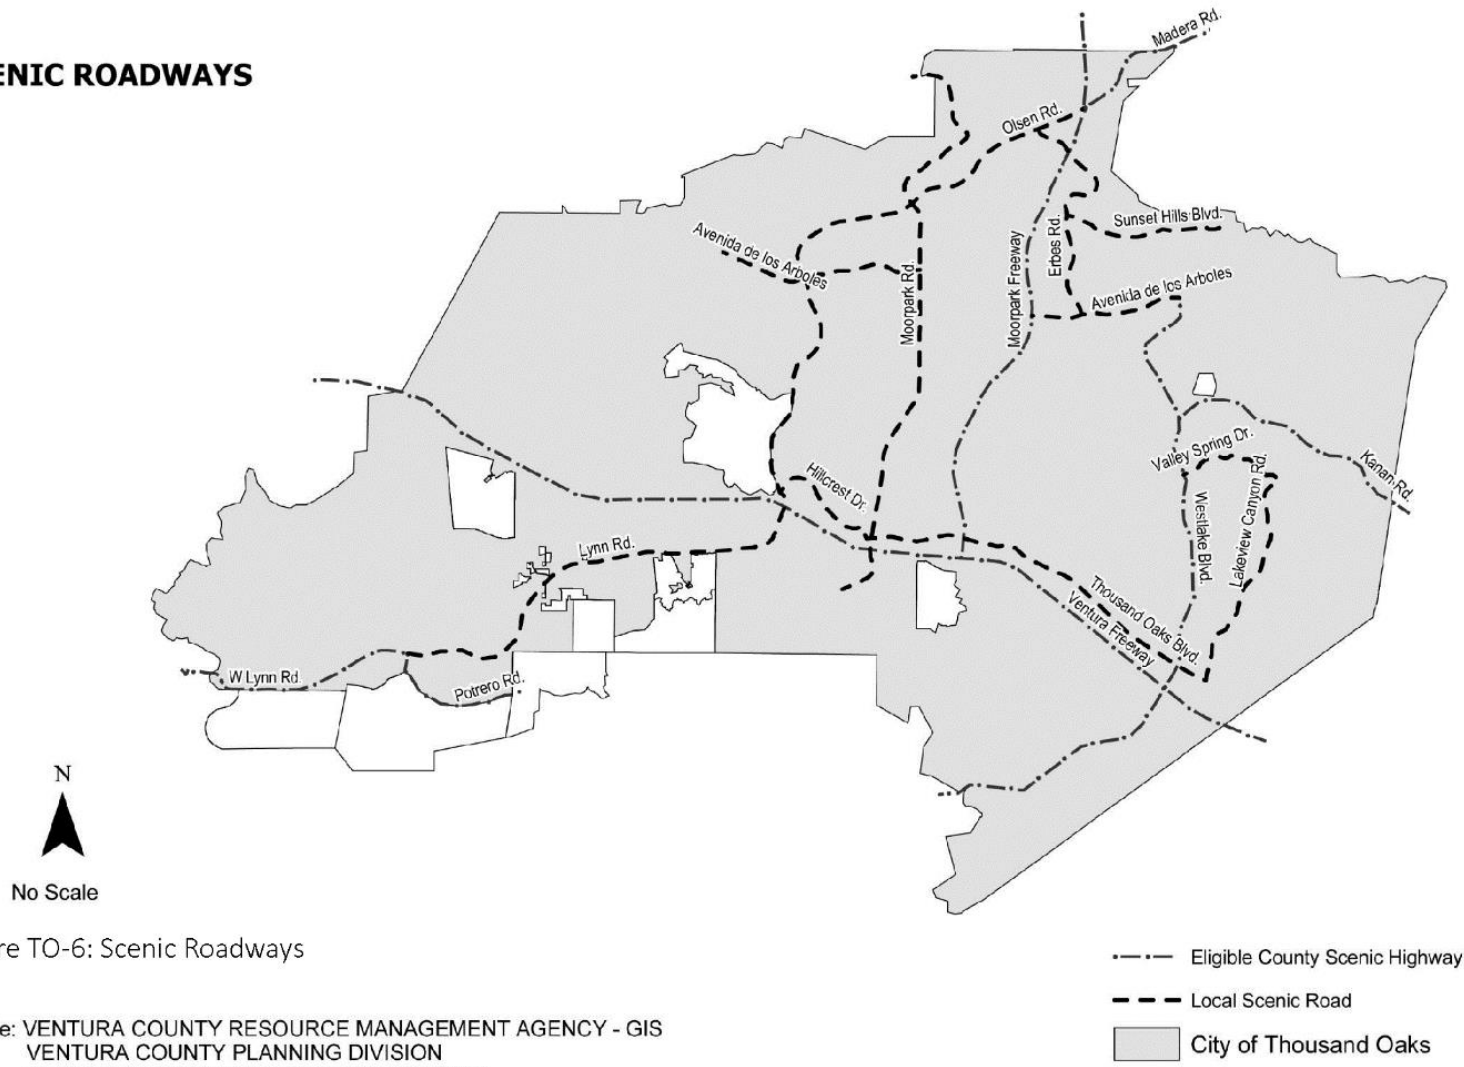 ENIC ROADWAYS
Madera Rd.
Olsen Rd.
Sunset Hills Blvd.
Avenida de los Arboles
Erbes Rd.
Moorpark Freeway
Moorpark Rd.
Avenida de los Arboles
Valley Spring Dr.
Kanan Rd.
Hillcrest Dr.
Westlake Blvd.
Lakeview Canyon Rd.
Lynn Rd.
Thousand Oaks Blvd.
Ventura Freeway
W Lynn Rd.
Potrero Rd.
N
No Scale
re TO-6: Scenic Roadways
Eligible County Scenic Highway
Local Scenic Road
City of Thousand Oaks
e: VENTURA COUNTY RESOURCE MANAGEMENT AGENCY - GIS
VENTURA COUNTY PLANNING DIVISION